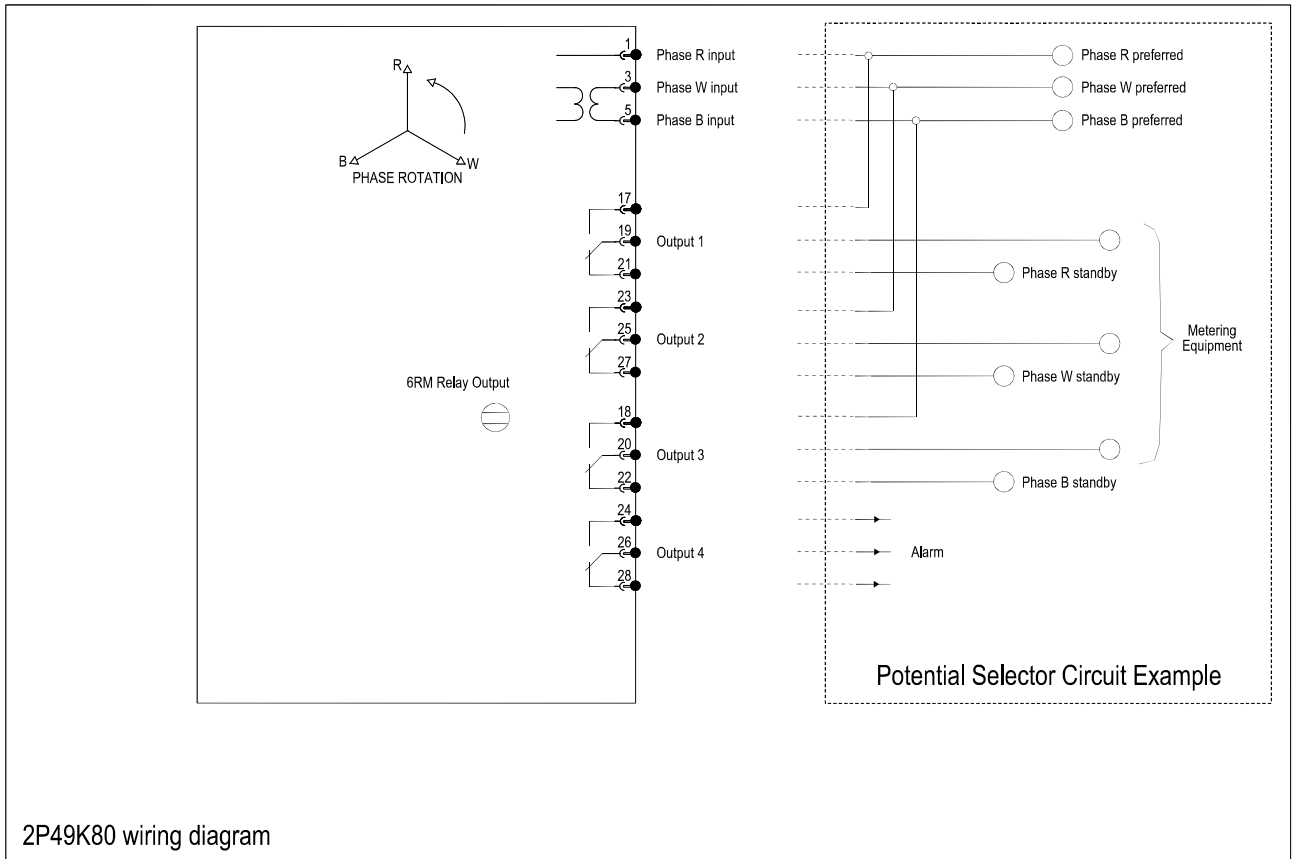 1 Phase R input
3 Phase W input
5 Phase B input
R
B
W
PHASE ROTATION
17
19 Output 1
21
23
25 Output 2
27
6RM Relay Output
18
20 Output 3
22
24
26 Output 4
28
Phase R preferred
Phase W preferred
Phase B preferred
Phase R standby
Metering
Equipment
Phase W standby
Phase B standby
Alarm
Potential Selector Circuit Example
2P49K80 wiring diagram